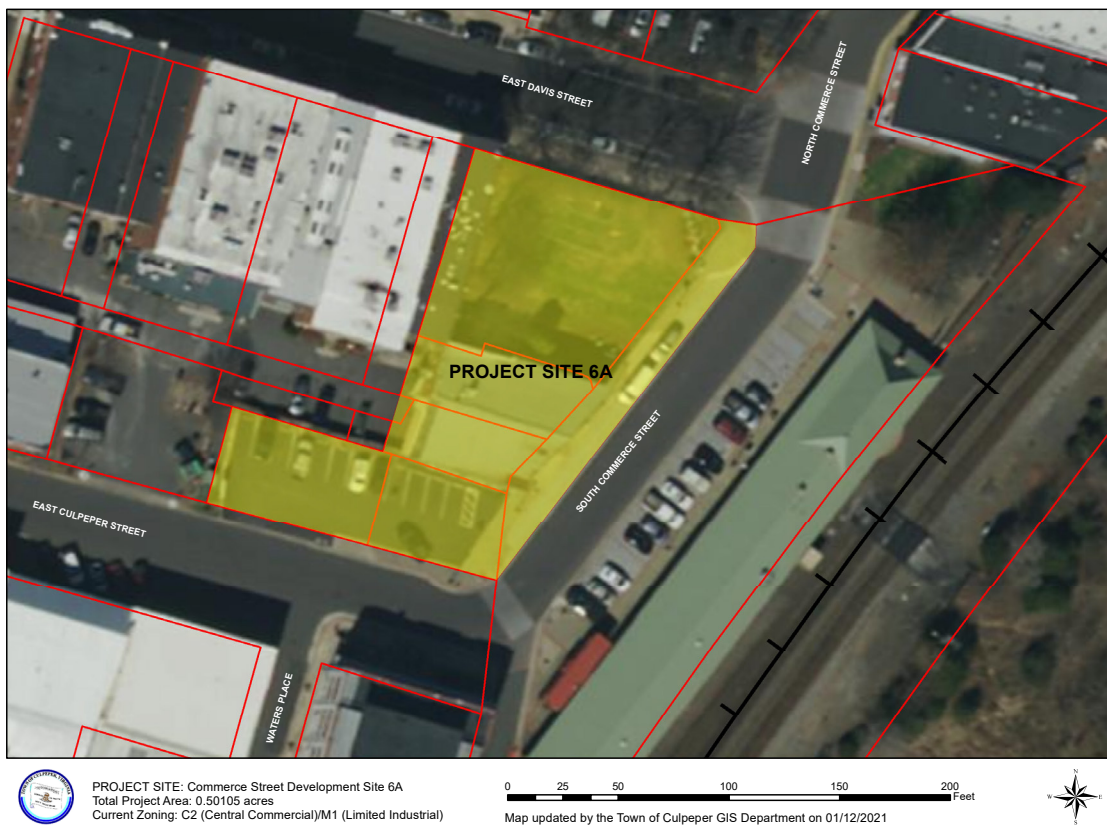 EAST DAVIS STREET
NORTH COMMERCE STREET
PROJECT SITE 6A
SOUTH COMMERCE STREET
EAST CULPEPER STREET
WATERS PLACE
PROJECT SITE: Commerce Street Development Site 6A
Total Project Area: 0.50105 acres
Current Zoning: C2 (Central Commercial)/M1 (Limited Industrial)
0 25 50 100 150 200
Feet
Map updated by the Town of Culpeper GIS Department on 01/12/2021
N
W E
S